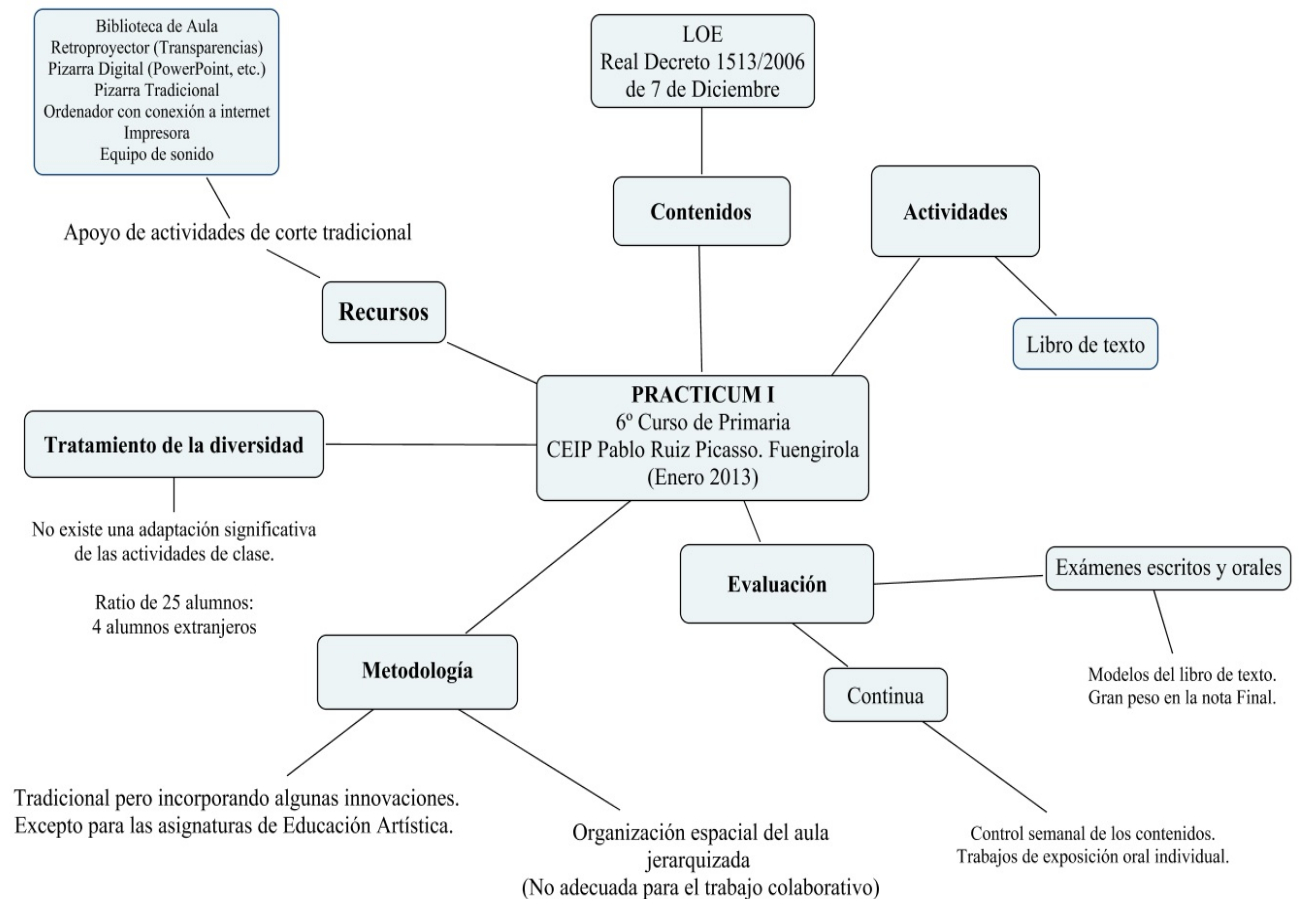 Biblioteca de Aula
Retroproyector (Transparencias)
Pizarra Digital (PowerPoint, etc.)
Pizarra Tradicional
Ordenador con conexión a internet
Impresora
Equipo de sonido
LOE
Real Decreto 1513/2006
de 7 de Diciembre
Contenidos
Actividades
Apoyo de actividades de corte tradicional
Recursos
Libro de texto
PRACTICUM I
6º Curso de Primaria
CEIP Pablo Ruiz Picasso. Fuengirola
(Enero 2013)
Tratamiento de la diversidad
No existe una adaptación significativa
de las actividades de clase.
Ratio de 25 alumnos:
4 alumnos extranjeros
Evaluación
Exámenes escritos y orales
Metodología
Continua
Modelos del libro de texto.
Gran peso en la nota Final.
Tradicional pero incorporando algunas innovaciones.
Excepto para las asignaturas de Educación Artística.
Organización espacial del aula
jerarquizada
(No adecuada para el trabajo colaborativo)
Control semanal de los contenidos.
Trabajos de exposición oral individual.